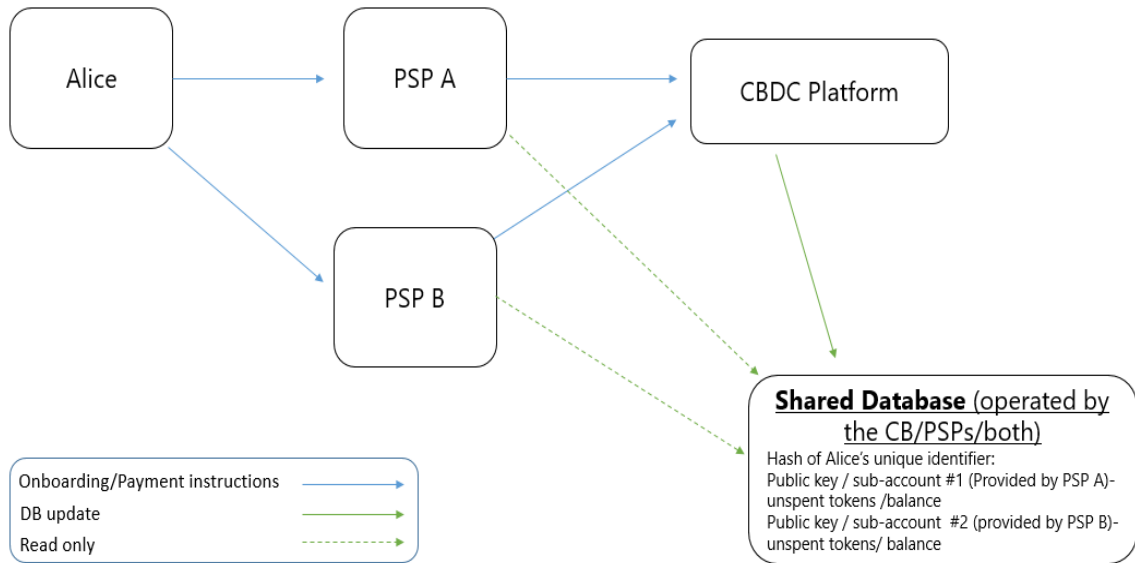 Alice
PSP A
CBDC Platform
PSP B
Shared Database (operated by
the CB/PSPs/both)
Hash of Alice's unique identifier:
Public key / sub-account #1 (Provided by PSP A)-
unspent tokens /balance
Public key / sub-account #2 (provided by PSP B)-
unspent tokens/ balance
Onboarding/Payment instructions
DB update
Read only